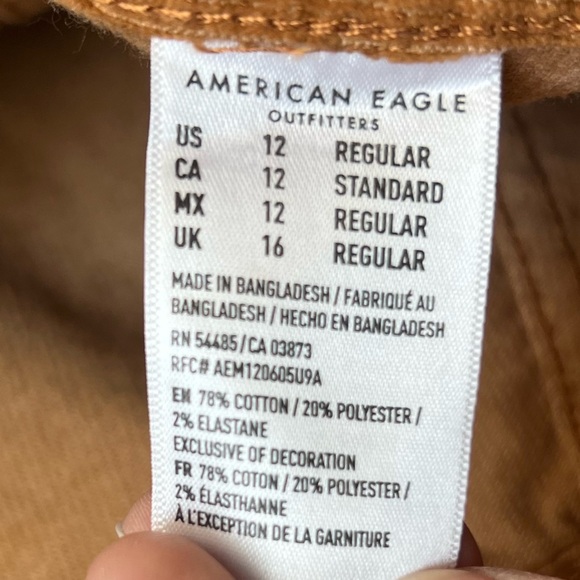 AMERICAN EAGLE
OUTFITTERS
US 12 REGULAR
CA 12 STANDARD
MX 12 REGULAR
UK 16 REGULAR
MADE IN BANGLADESH / FABRIQUÉ AU
BANGLADESH / HECHO EN BANGLADESH
RN 54485/CA 03873
RFC# AEM120605U9A
EN 78% COTTON / 20% POLYESTER /
2% ELASTANE
EXCLUSIVE OF DECORATION
FR 78% COTON / 20% POLYESTER /
2% ÉLASTHANNE
À L'EXCEPTION DE LA GARNITURE